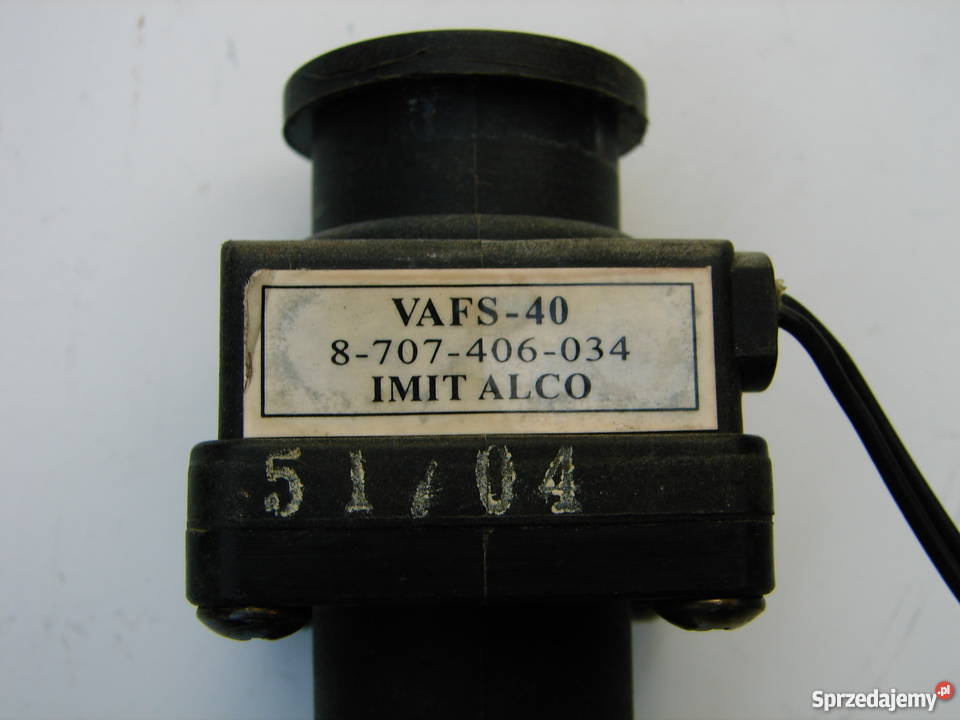 VAFS-40
8-707-406-034
IMIT ALCO
51/04
Sprzedajemy.pl